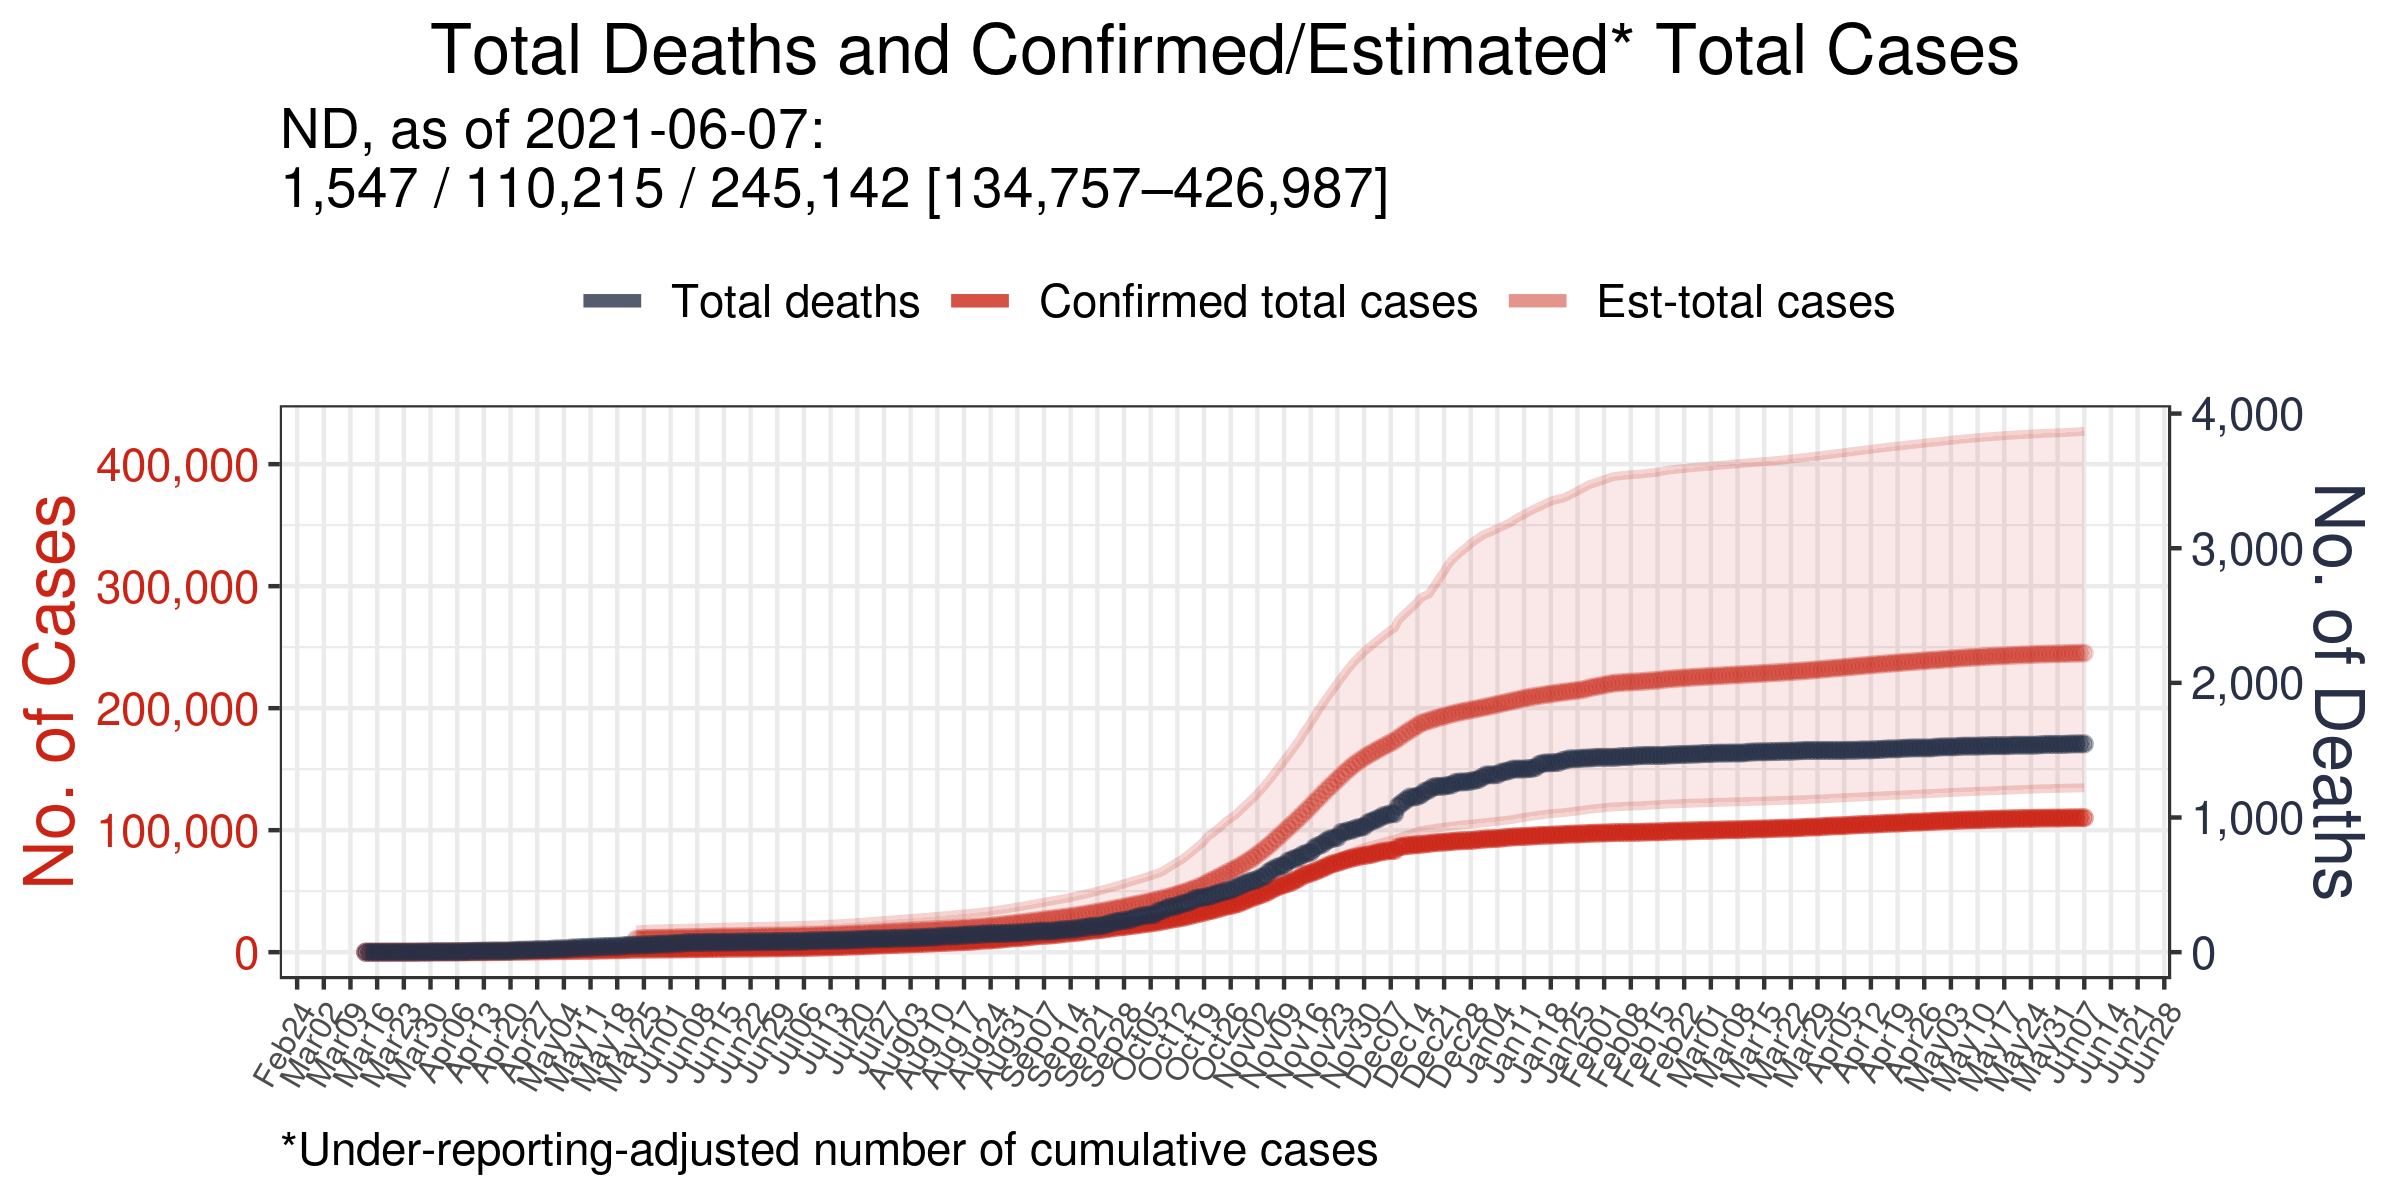 Total Deaths and Confirmed/Estimated* Total Cases
ND, as of 2021-06-07:
1,547 / 110,215 / 245,142 [134,757–426,987]
Total deaths
Confirmed total cases
Est-total cases
No. of Cases
400,000
300,000
200,000
100,000
0
4,000
3,000
2,000
1,000
0
No. of Deaths
Feb24
Mar02
Mar09
Mar16
Mar23
Mar30
Apr06
Apr13
Apr20
Apr27
May04
May11
May18
May25
Jun01
Jun08
Jun15
Jun22
Jun29
Jul06
Jul13
Jul20
Jul27
Aug03
Aug10
Aug17
Aug24
Aug31
Sep07
Sep14
Sep21
Sep28
Oct05
Oct12
Oct19
Oct26
Nov02
Nov09
Nov16
Nov23
Nov30
Dec07
Dec14
Dec21
Dec28
Jan04
Jan11
Jan18
Jan25
Feb01
Feb08
Feb15
Feb22
Mar01
Mar08
Mar15
Mar22
Mar29
Apr05
Apr12
Apr19
Apr26
May03
May10
May17
May24
May31
Jun07
Jun14
Jun21
Jun28
*Under-reporting-adjusted number of cumulative cases